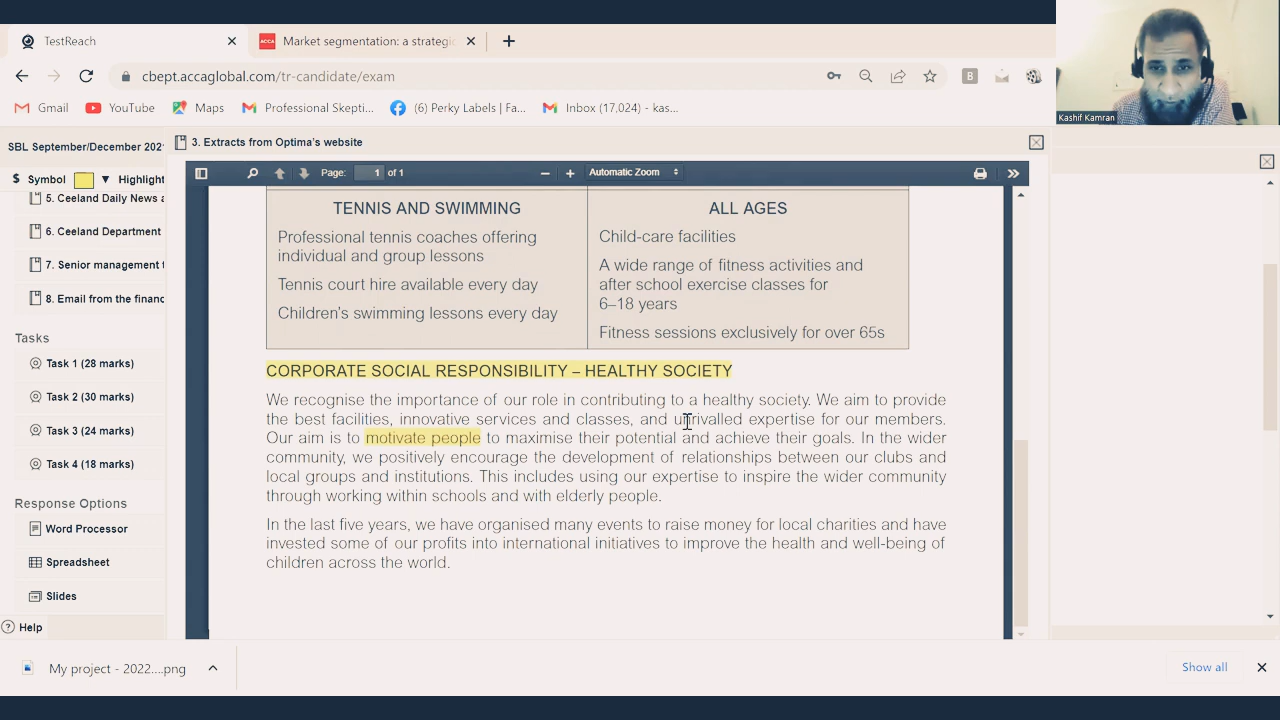 TestReach
Market segmentation: a strategic
cbept.accaglobal.com/tr-candidate/exam
Gmail
YouTube
Maps
Professional Skepti...
(6) Perky Labels | Fa...
Inbox (17,024) - kas...
Kashif Kamran
SBL September/December 202
3. Extracts from Optima's website
$ Symbol
Highlight
Page: 1 of 1
Automatic Zoom
5. Ceeland Daily News a
6. Ceeland Department
7. Senior management t
8. Email from the financ
Tasks
Task 1 (28 marks)
Task 2 (30 marks)
Task 3 (24 marks)
Task 4 (18 marks)
Response Options
Word Processor
Spreadsheet
Slides
Help
TENNIS AND SWIMMING
Professional tennis coaches offering
individual and group lessons
Tennis court hire available every day
Children's swimming lessons every day
ALL AGES
Child-care facilities
A wide range of fitness activities and
after school exercise classes for
6–18 years
Fitness sessions exclusively for over 65s
CORPORATE SOCIAL RESPONSIBILITY – HEALTHY SOCIETY
We recognise the importance of our role in contributing to a healthy society. We aim to provide
the best facilities, innovative services and classes, and unrivalled expertise for our members.
Our aim is to motivate people to maximise their potential and achieve their goals. In the wider
community, we positively encourage the development of relationships between our clubs and
local groups and institutions. This includes using our expertise to inspire the wider community
through working within schools and with elderly people.
In the last five years, we have organised many events to raise money for local charities and have
invested some of our profits into international initiatives to improve the health and well-being of
children across the world.
My project - 2022....png
Show all